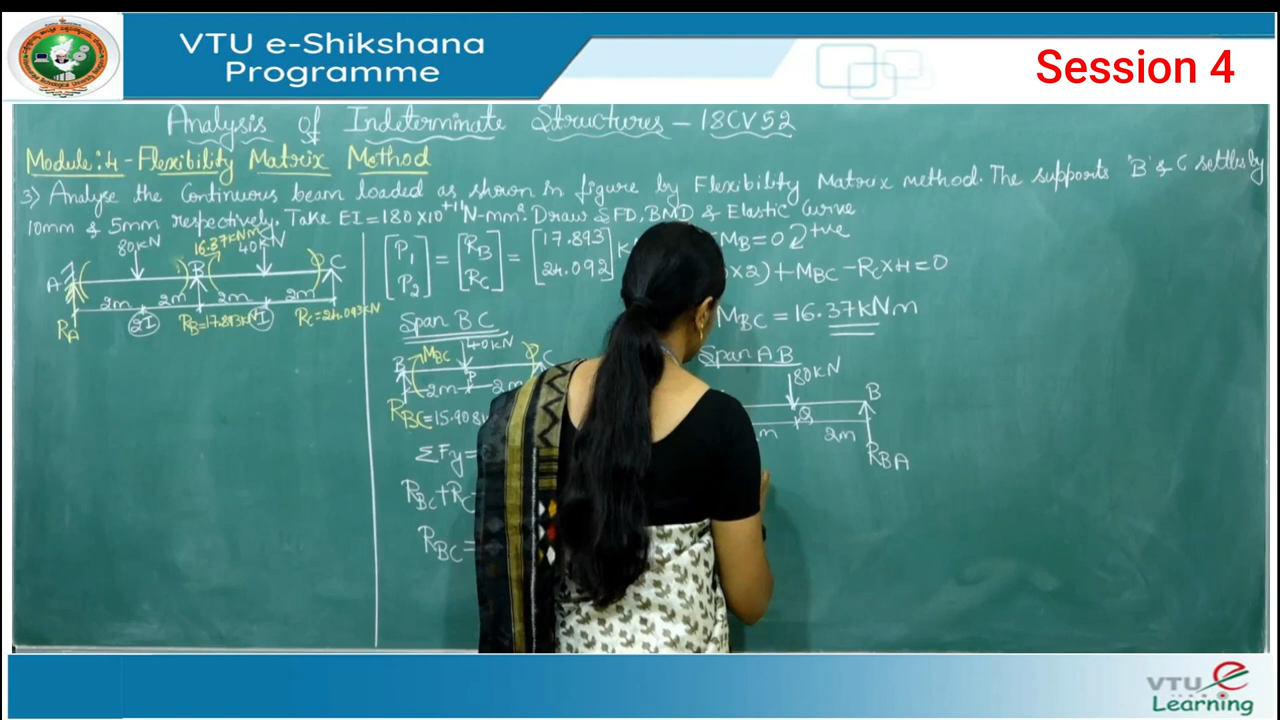 VTU e-Shikshana
Programme
Session 4
Analysis of Indeterminate Structures - 18CV52
Module:4 - Flexibility Matrix Method
3) Analyse the Continuous beam loaded as shown in figure by Flexibility Matrix method. The supports 'B' & C settles by
10mm & 5mm respectively. Take EI = 180 X10⁺¹¹ N-mm². Draw SFD, BMD & Elastic Curve
80kN
16.37kNm
40kN
A
B
C
2m
2m
2m
2m
2I
I
RA
RB=17.893kN
RC=24.093kN
[P1 P2] = [RB RC] = [17.893 24.092]
Span BC
B
MBC
40kN
C
2m
P
2m
RBC=15.908
ΣFy=
RBC+RC
RBC=
MB=0 +ve
X2)+MBC-RCX4=0
MBC = 16.37kNm
Span AB
80kN
B
Q
m
2m
RBA
VTU e
Learning